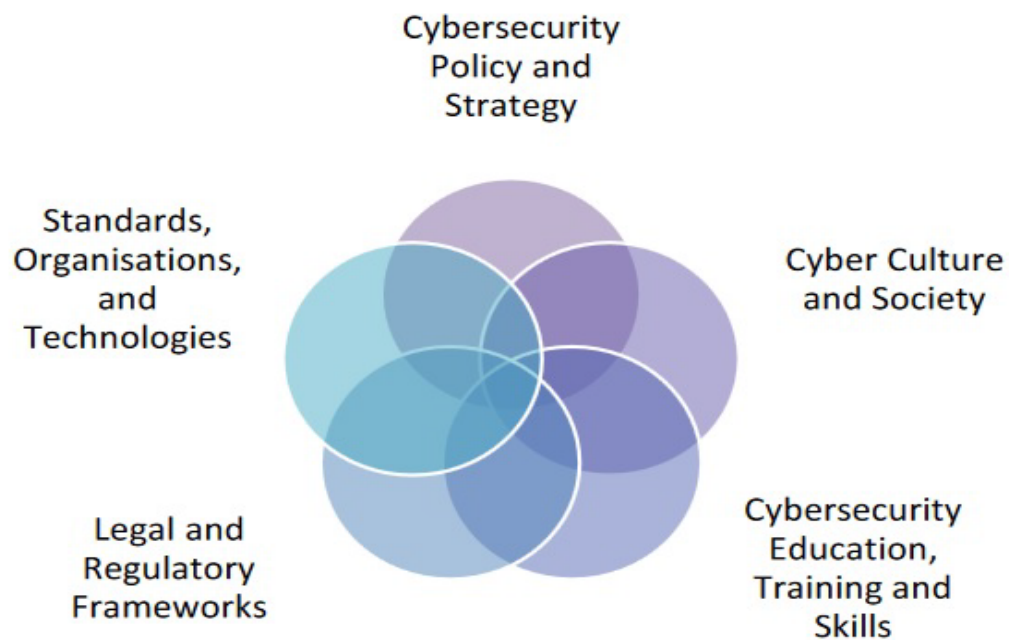 Cybersecurity
Policy and
Strategy
Standards,
Organisations,
and
Technologies
Cyber Culture
and Society
Legal and
Regulatory
Frameworks
Cybersecurity
Education,
Training and
Skills